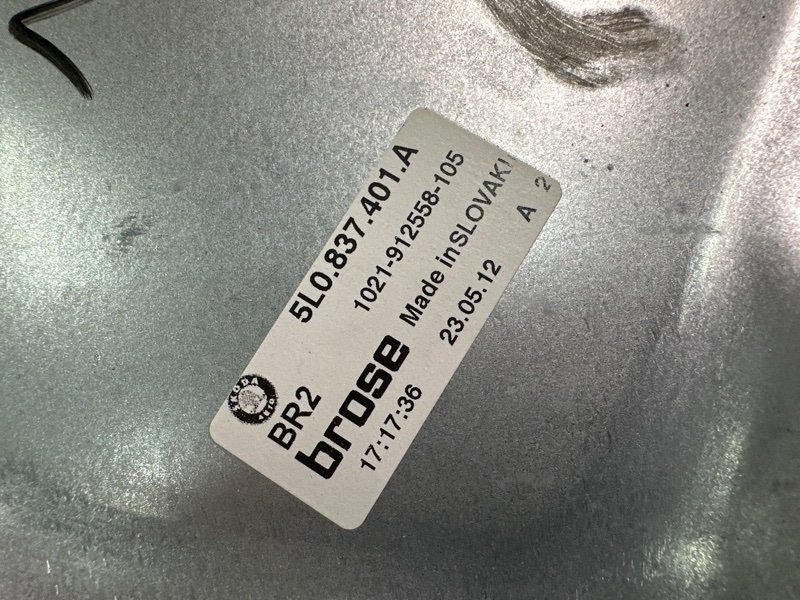 5L0.837.401.A
1021-912558-105
BR2
brose
Made in SLOVAKI
17:17:36
23.05.12
A 2